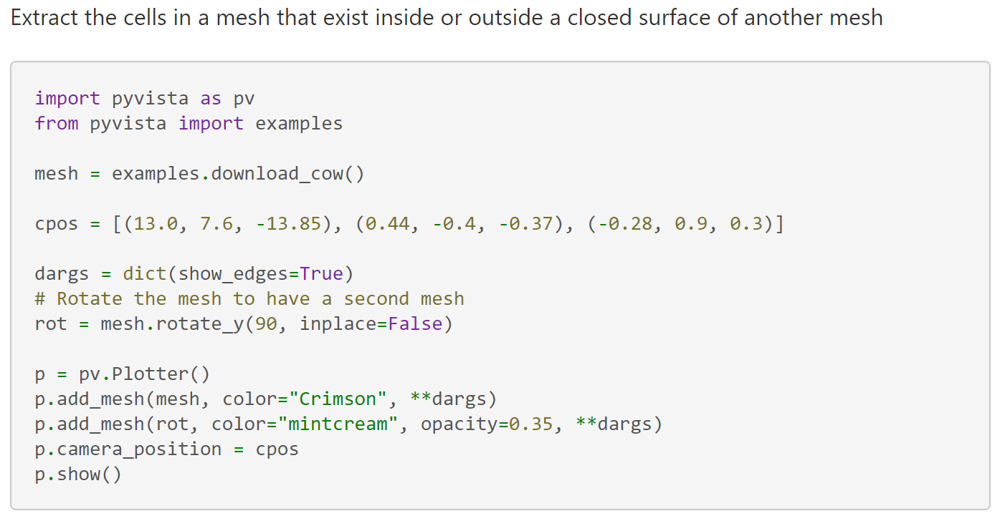 Extract the cells in a mesh that exist inside or outside a closed surface of another mesh
import pyvista as pv
from pyvista import examples
mesh = examples.download_cow()
cpos = [(13.0, 7.6, -13.85), (0.44, -0.4, -0.37), (-0.28, 0.9, 0.3)]
dargs = dict(show_edges=True)
# Rotate the mesh to have a second mesh
rot = mesh.rotate_y(90, inplace=False)
p = pv.Plotter()
p.add_mesh(mesh, color="Crimson", **dargs)
p.add_mesh(rot, color="mintcream", opacity=0.35, **dargs)
p.camera_position = cpos
p.show()